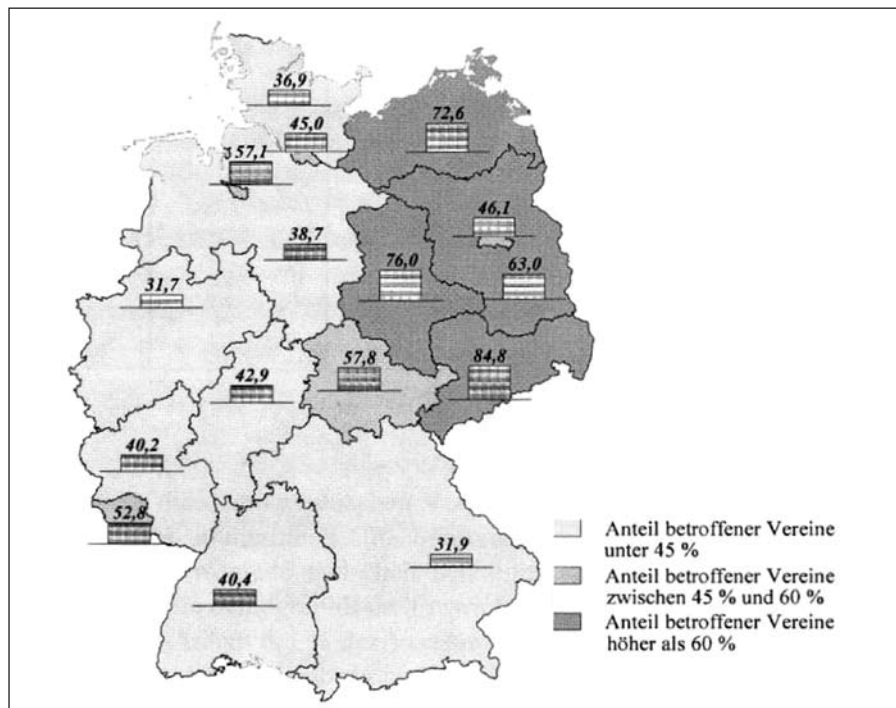 36,9
45,0
72,6
57,1
46,1
38,7
76,0
63,0
31,7
57,8
84,8
42,9
40,2
52,8
31,9
40,4
Anteil betroffener Vereine
unter 45 %
Anteil betroffener Vereine
zwischen 45 % und 60 %
Anteil betroffener Vereine
höher als 60 %